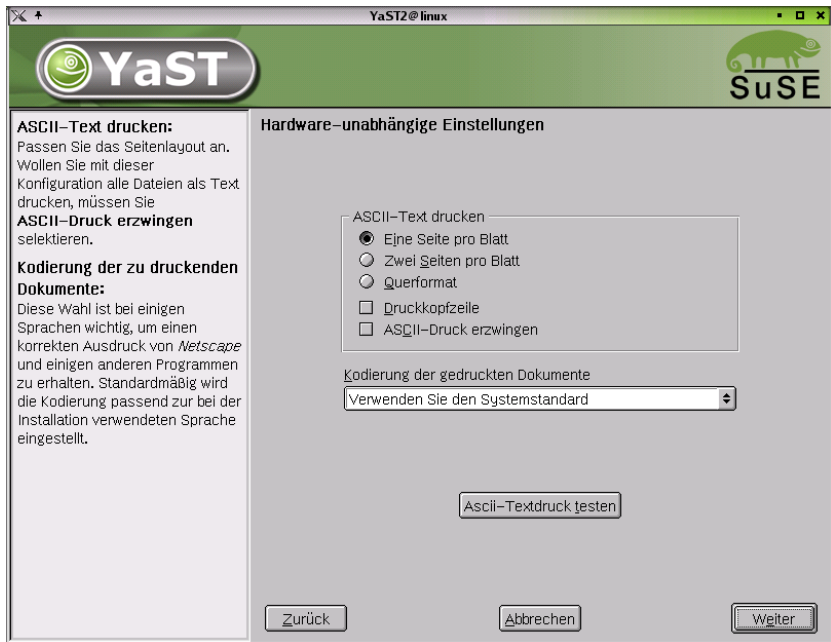 YaST2@linux
YaST
SuSE
ASCII-Text drucken:
Passen Sie das Seitenlayout an.
Wollen Sie mit dieser
Konfiguration alle Dateien als Text
drucken, müssen Sie
ASCII-Druck erzwingen
selektieren.
Kodierung der zu druckenden
Dokumente:
Diese Wahl ist bei einigen
Sprachen wichtig, um einen
korrekten Ausdruck von Netscape
und einigen anderen Programmen
zu erhalten. Standardmäßig wird
die Kodierung passend zur bei der
Installation verwendeten Sprache
eingestellt.
Hardware-unabhängige Einstellungen
ASCII-Text drucken
Eine Seite pro Blatt
Zwei Seiten pro Blatt
Querformat
Druckkopfzeile
ASCII-Druck erzwingen
Kodierung der gedruckten Dokumente
Verwenden Sie den Systemstandard
Ascii-Textdruck testen
Zurück
Abbrechen
Weiter